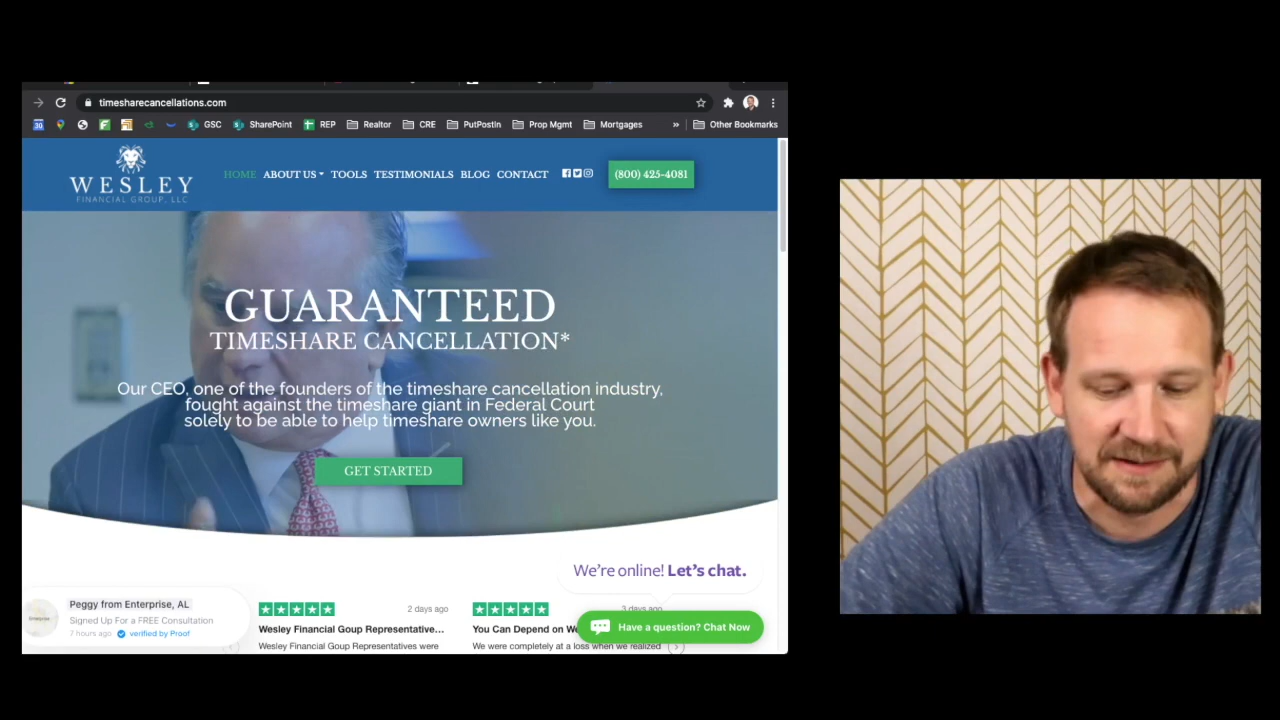 timesharecancellations.com
30
GSC
SharePoint
REP
Realtor
CRE
PutPostIn
Prop Mgmt
Mortgages
»
Other Bookmarks
WESLEY
FINANCIAL GROUP, LLC
HOME
ABOUT US
TOOLS
TESTIMONIALS
BLOG
CONTACT
(800) 425-4081
GUARANTEED
TIMESHARE CANCELLATION*
Our CEO, one of the founders of the timeshare cancellation industry,
fought against the timeshare giant in Federal Court
solely to be able to help timeshare owners like you.
GET STARTED
We're online! Let's chat.
Peggy from Enterprise, AL
Signed Up For a FREE Consultation
7 hours ago
verified by Proof
2 days ago
Wesley Financial Goup Representative...
Wesley Financial Goup Representatives were
3 days ago
You Can Depend on We
We were completely at a loss when we realized
Have a question? Chat Now